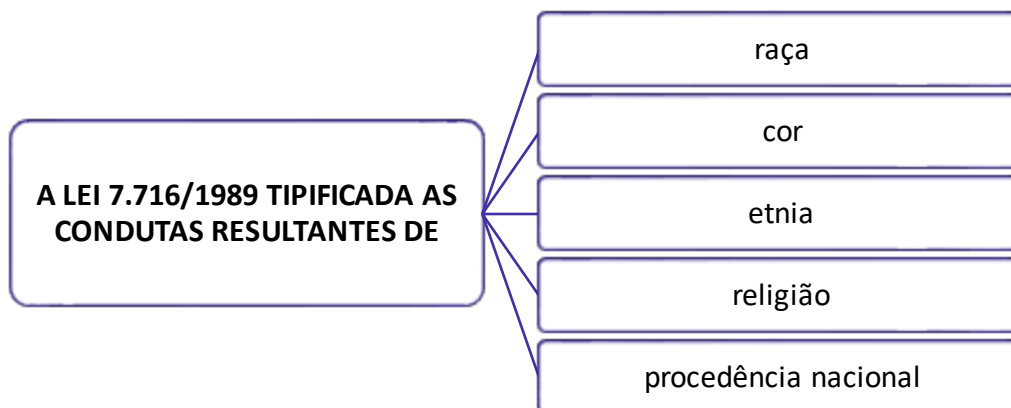 A LEI 7.716/1989 TIPIFICADA AS
CONDUTAS RESULTANTES DE
raça
cor
etnia
religião
procedência nacional